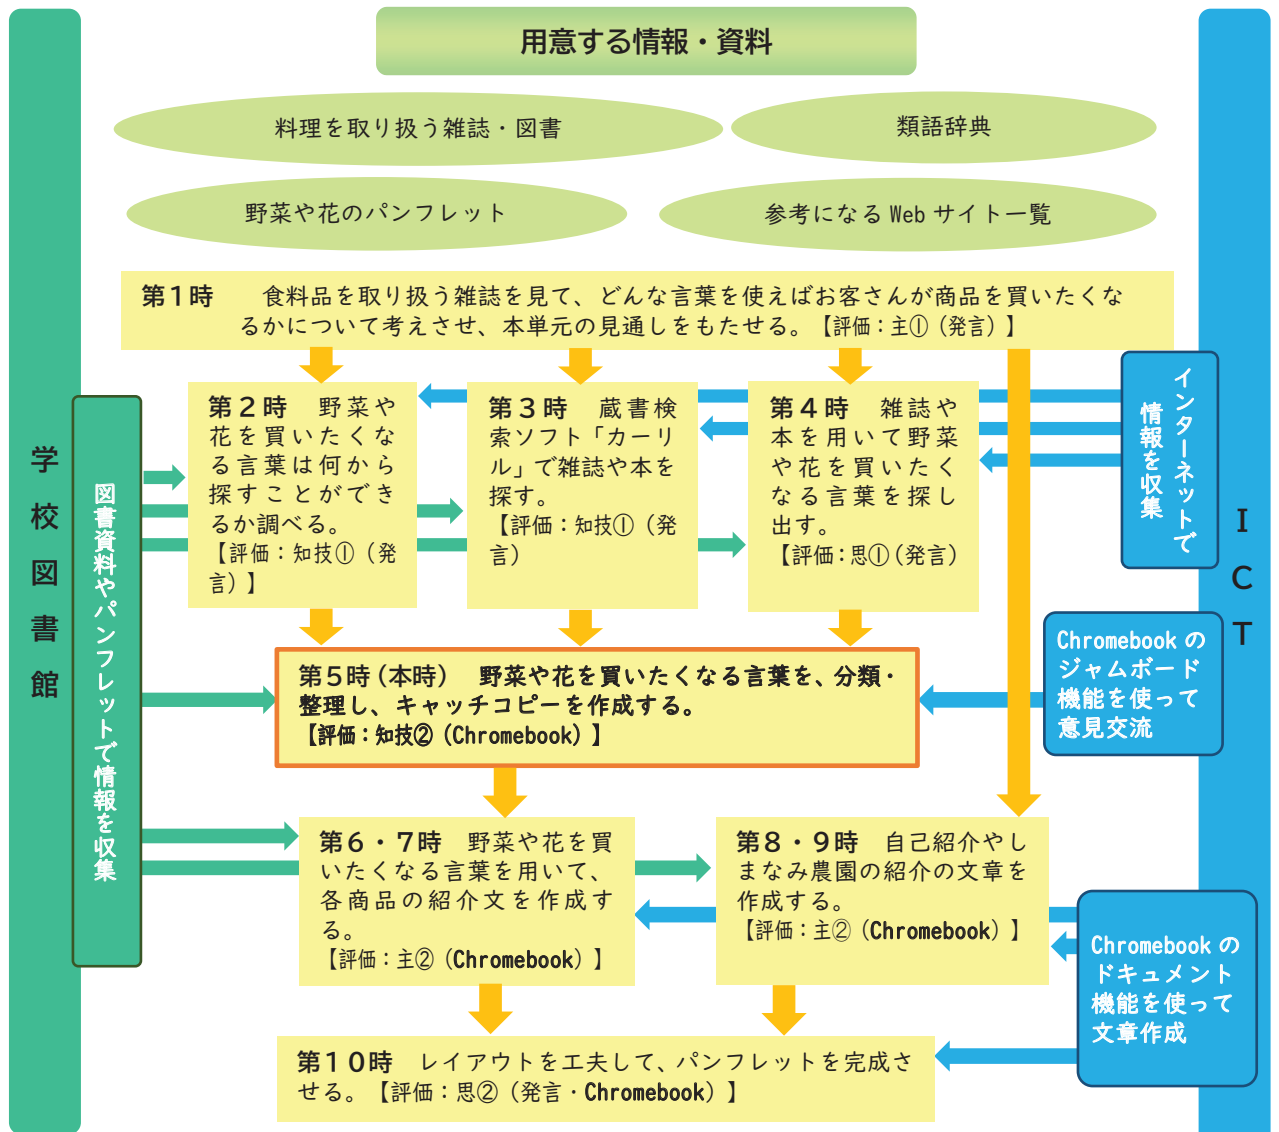 用意する情報・資料
料理を取り扱う雑誌・図書
類語辞典
野菜や花のパンフレット
参考になる Web サイト一覧
第1時　食料品を取り扱う雑誌を見て、どんな言葉を使えばお客さんが商品を買いたくな
るかについて考えさせ、本単元の見通しをもたせる。【評価：主①（発言）】
第2時　野菜や
花を買いたくな
る言葉は何から
探すことができ
るか調べる。
【評価：知技①（発
言）】
第3時　蔵書検
索ソフト「カーリ
ル」で雑誌や本を
探す。
【評価：知技①（発
言）
第4時　雑誌や
本を用いて野菜
や花を買いたく
なる言葉を探し
出す。
【評価：思①（発言）
第5時（本時）　野菜や花を買いたくなる言葉を、分類・
整理し、キャッチコピーを作成する。
【評価：知技②（Chromebook）】
第6・7時　野菜や花を買
いたくなる言葉を用いて、
各商品の紹介文を作成す
る。
【評価：主②（Chromebook）】
第8・9時　自己紹介やし
まなみ農園の紹介の文章を
作成する。
【評価：主②（Chromebook）】
第10時　レイアウトを工夫して、パンフレットを完成さ
せる。【評価：思②（発言・Chromebook）】
学校図書館
図書資料やパンフレットで情報を収集
インターネットで
情報を収集
ICT
Chromebook の
ジャムボード
機能を使って
意見交流
Chromebook の
ドキュメント
機能を使って
文章作成